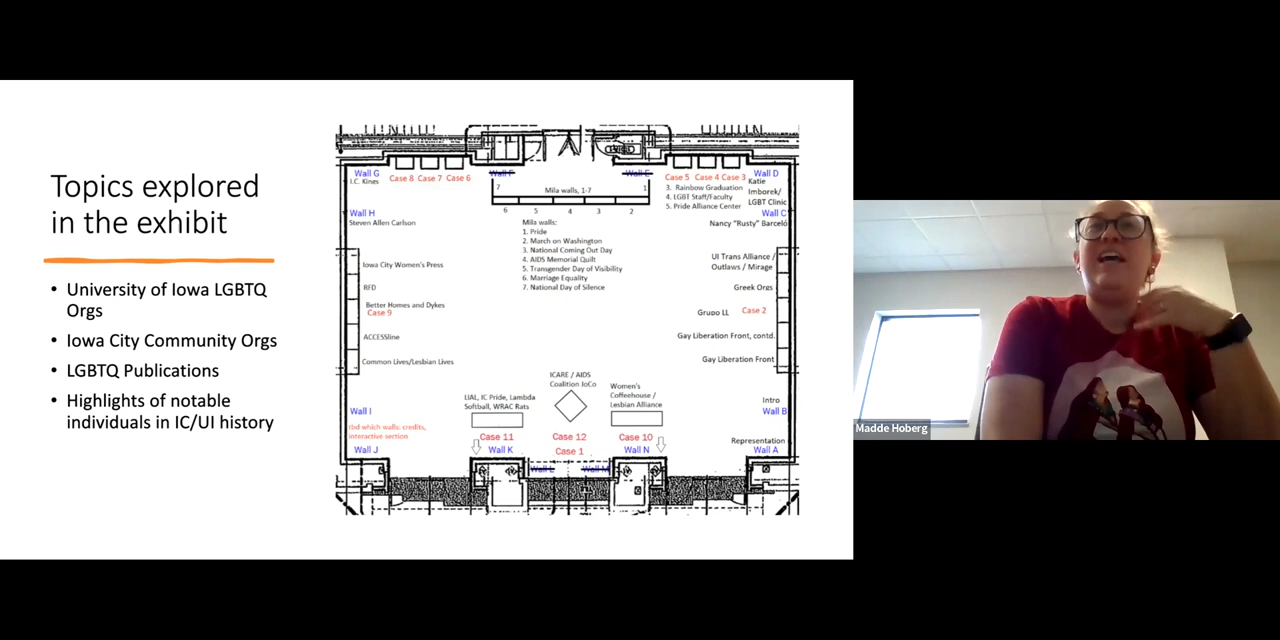 Topics explored
in the exhibit
• University of Iowa LGBTQ
Orgs
• Iowa City Community Orgs
• LGBTQ Publications
• Highlights of notable
individuals in IC/UI history
Wall G
I.C. Kings
Case 8 Case 7 Case 6
Wall F
Wall E
Case 5 Case 4 Case 3
3. Rainbow Graduation
4. LGBT Staff/Faculty
5. Pride Alliance Center
Wall D
Katie
Imborek/
LGBT Clinic
Wall C
7
Mila walls, 1-7
1
6 5 4 3 2
Wall H
Steven Allen Carlson
Nancy "Rusty" Barceló
Mila walls:
1. Pride
2. March on Washington
3. National Coming Out Day
4. AIDS Memorial Quilt
5. Transgender Day of Visibility
6. Marriage Equality
7. National Day of Silence
Iowa City Women's Press
RFD
Better Homes and Dykes
Case 9
ACCESSline
Common Lives/Lesbian Lives
UI Trans Alliance /
Outlaws / Mirage
Greek Orgs
Grupo LL
Case 2
Gay Liberation Front, contd.
Gay Liberation Front
LIAL, IC Pride, Lambda
Softball, WRAC Rats
ICARE / AIDS
Coalition JoCo
Women's
Coffeehouse /
Lesbian Alliance
Intro
Wall B
Wall I
tbd which walls: credits,
interactive section
Wall J
Case 11
Wall K
Case 12
Case 1
Case 10
Wall N
Representation
Wall A
Wall L
Wall M
Madde Hoberg